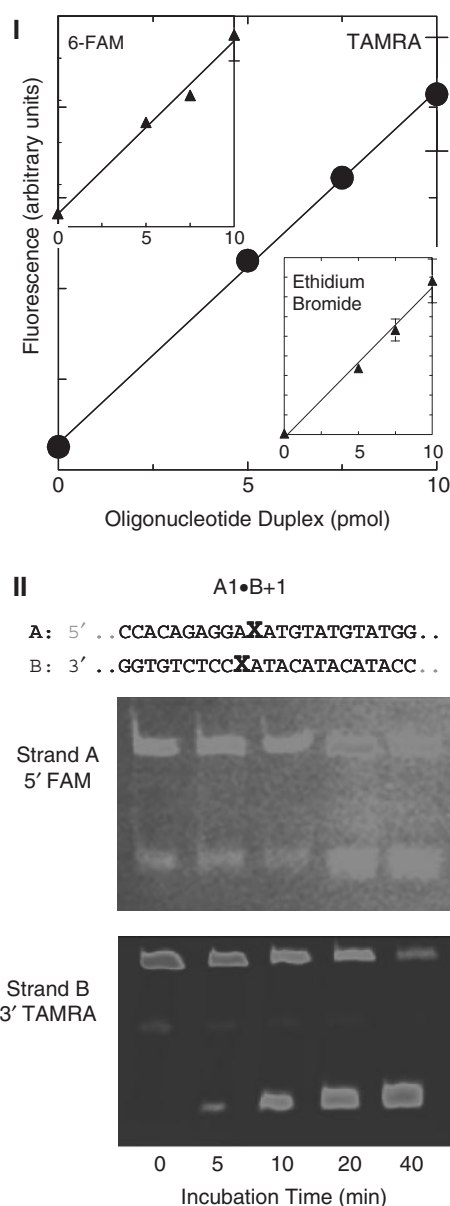 I
6-FAM
TAMRA
Fluorescence (arbitrary units)
0 5 10
Ethidium
Bromide
0 5 10
0 5 10
Oligonucleotide Duplex (pmol)
II
A1•B+1
A: 5′ ..CCACAGAGGAXATGTATGTATGG..
B: 3′ ..GGTGTCTCCXATACATACATACC..
Strand A
5′ FAM
Strand B
3′ TAMRA
0 5 10 20 40
Incubation Time (min)